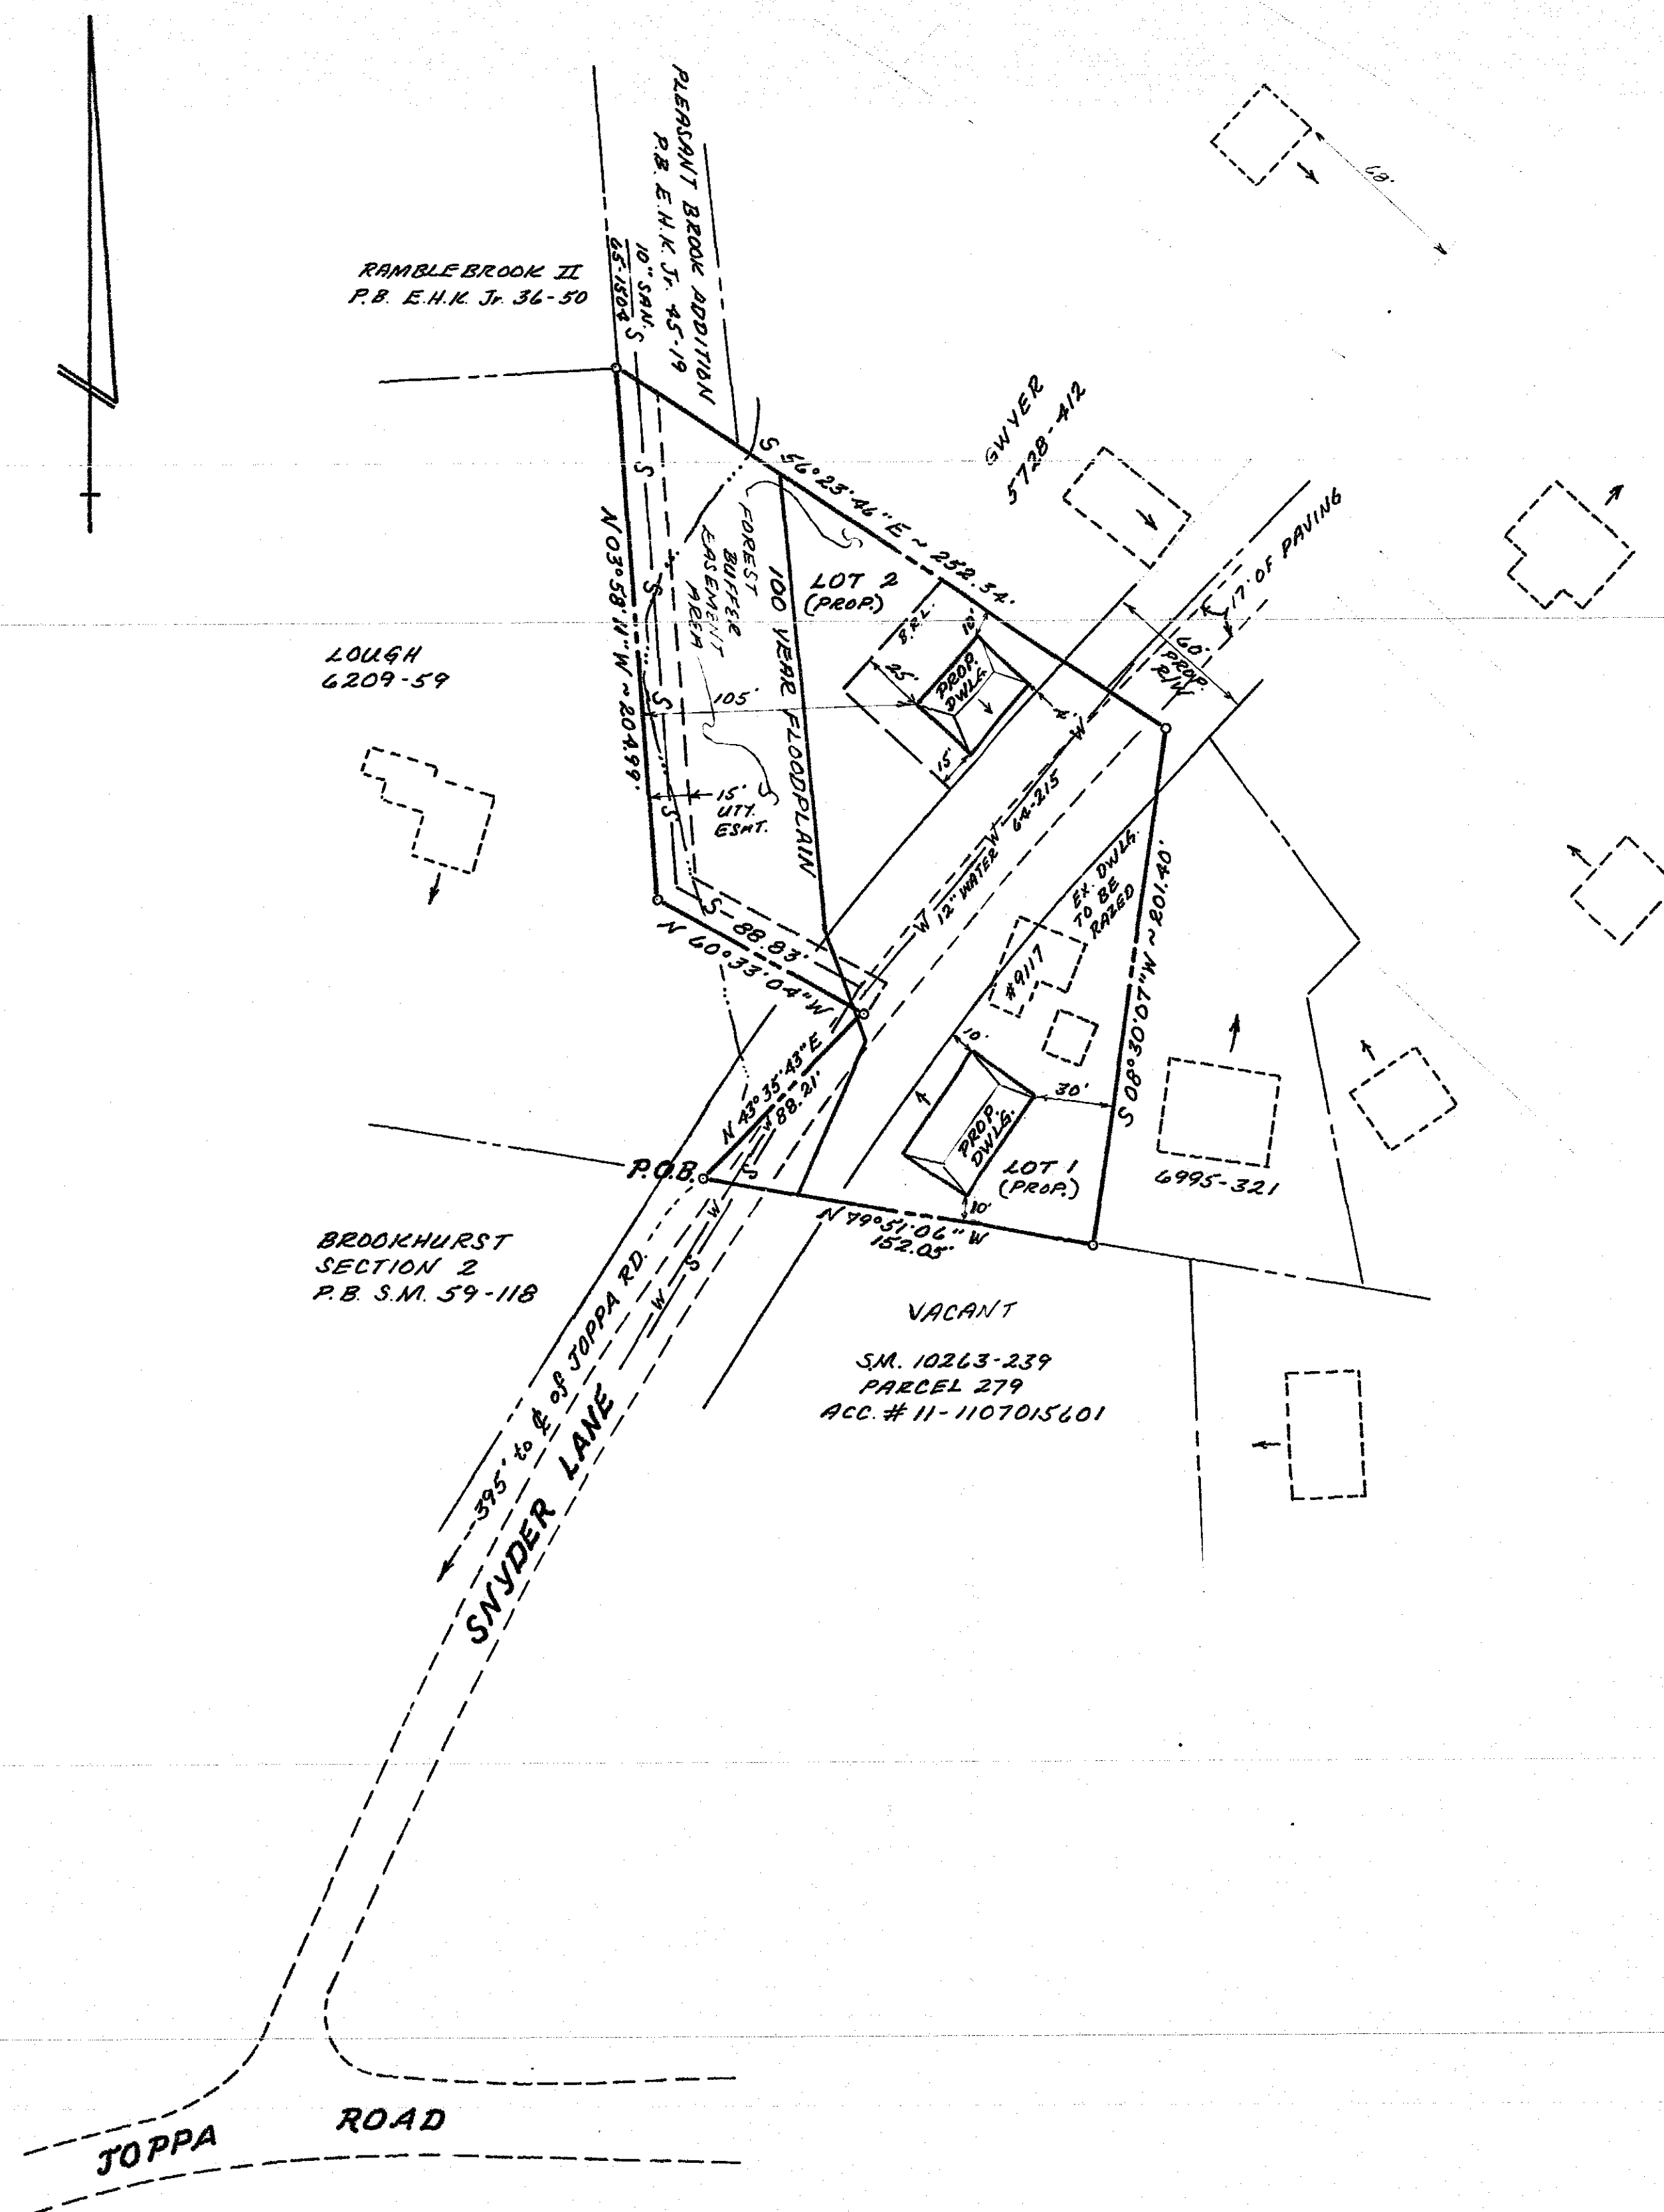 PLEASANT BROOK ADDITION
P.B. E.H.K. Jr. 45-19
10" SAN.
65-1504
S
RAMBLEBROOK II
P.B. E.H.K. Jr. 36-50
68'
GWYER
5728-412
S 56°23'46" E ~ 252.34'
17' OF PAVING
60'
PROP.
R/W
LOT 2
(PROP.)
FOREST
BUFFER
EASEMENT
AREA
100 YEAR FLOODPLAIN
B.R.L.
10'
25'
PROP.
DWLG.
15'
N 03°58'11" W ~ 204.99'
S
S
S
S
LOUGH
6209-59
105'
15'
UTY.
ESMT.
W
W
W
12" WATER
64-215
EX. DWLG.
TO BE
RAZED
#9117
S 08°30'07" W ~ 201.40'
S
88.83'
N 60°33'04" W
N 43°35'43" E
88.21'
W
S
P.O.B.
10'
30'
PROP.
DWLG.
LOT 1
(PROP.)
10'
6995-321
N 79°51'06" W
152.05'
BROOKHURST
SECTION 2
P.B. S.M. 59-118
W
S
W
VACANT
S.M. 10263-239
PARCEL 279
ACC. # 11-1107015601
395' to ℄ of JOPPA RD.
SNYDER LANE
JOPPA ROAD